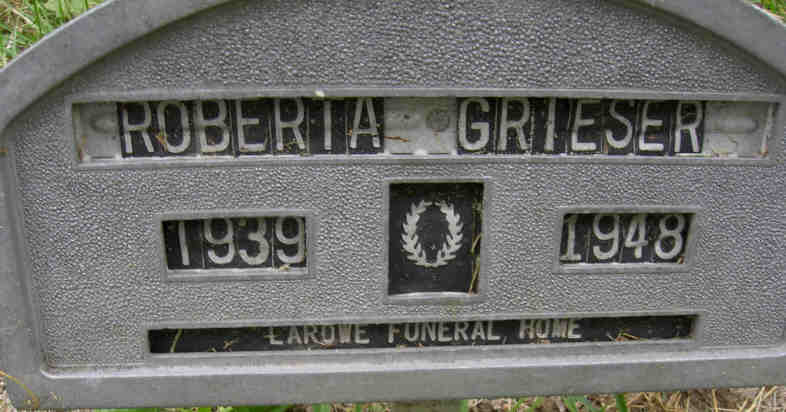 ROBERTA GRIESER
1939 1948
LAROWE FUNERAL HOME